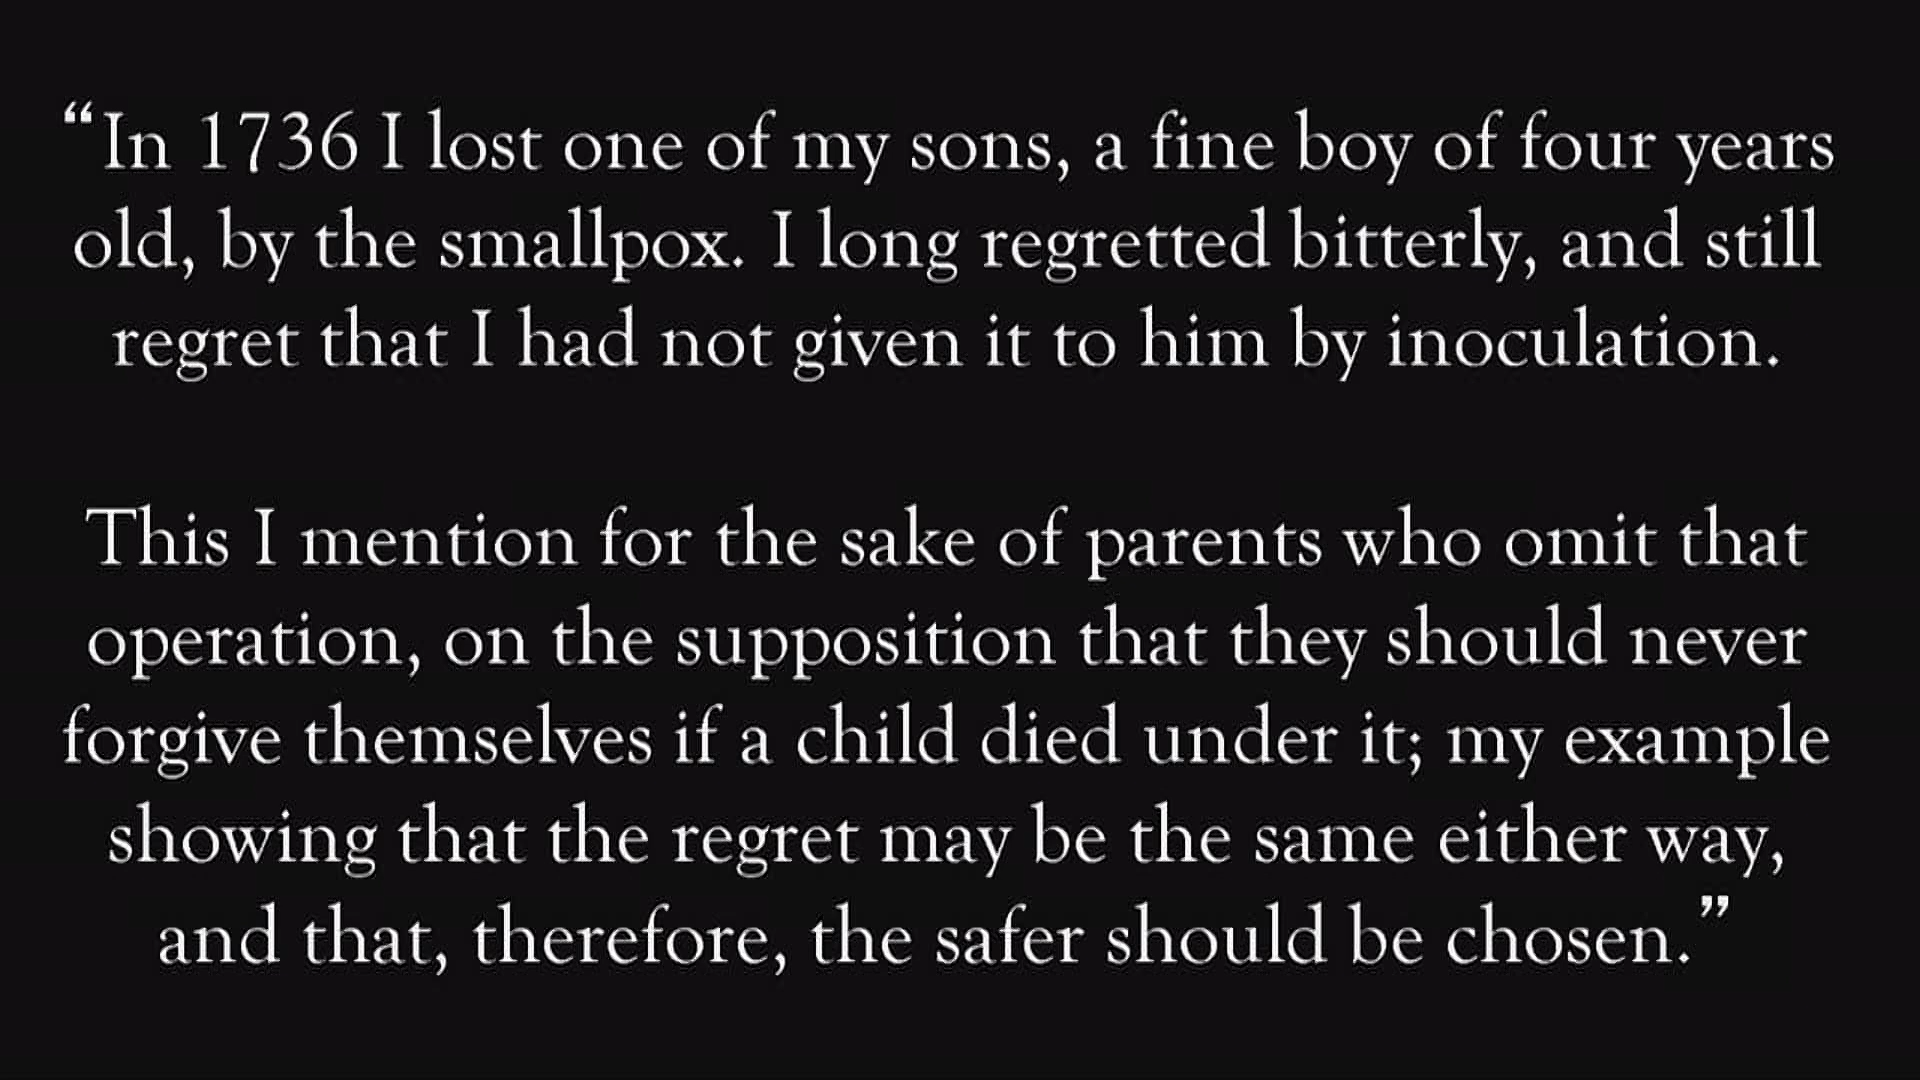 “In 1736 I lost one of my sons, a fine boy of four years
old, by the smallpox. I long regretted bitterly, and still
regret that I had not given it to him by inoculation.
This I mention for the sake of parents who omit that
operation, on the supposition that they should never
forgive themselves if a child died under it; my example
showing that the regret may be the same either way,
and that, therefore, the safer should be chosen.”